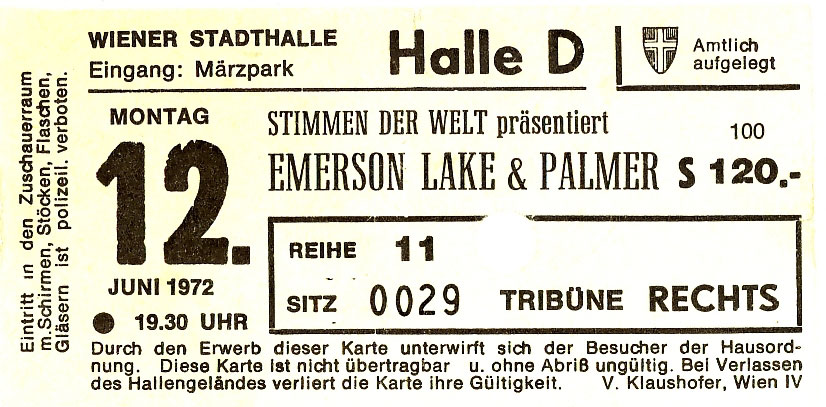 WIENER STADTHALLE
Eingang: Märzpark
Halle D
Amtlich
aufgelegt
Eintritt in den Zuschauerraum
m.Schirmen, Stöcken, Flaschen,
Gläsern ist polizeil. verboten.
MONTAG
12.
JUNI 1972
19.30 UHR
STIMMEN DER WELT präsentiert
100
EMERSON LAKE & PALMER S 120.-
REIHE 11
SITZ 0029 TRIBÜNE RECHTS
Durch den Erwerb dieser Karte unterwirft sich der Besucher der Hausord-
nung. Diese Karte ist nicht übertragbar u. ohne Abriß ungültig. Bei Verlassen
des Hallengeländes verliert die Karte ihre Gültigkeit. V. Klaushofer, Wien IV